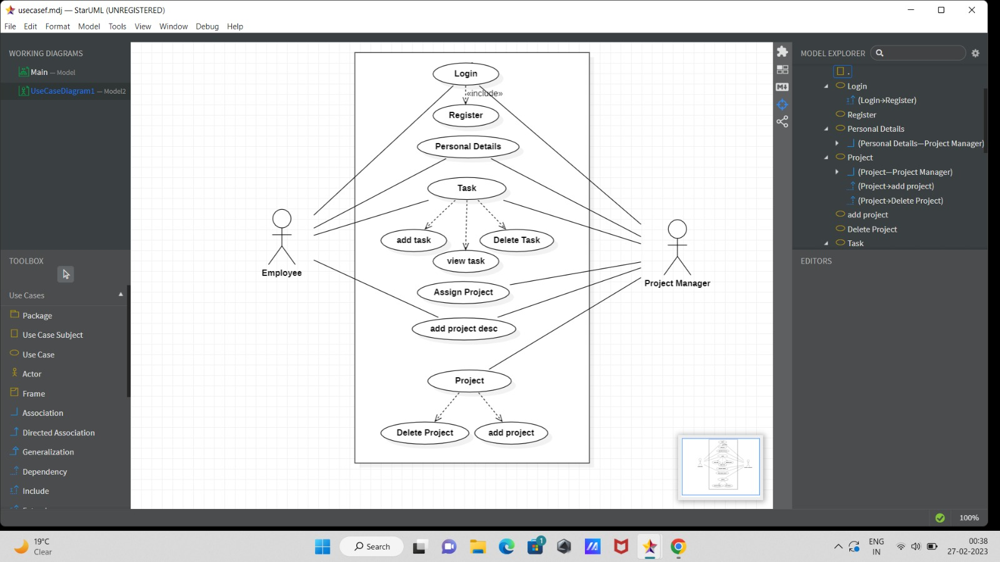 usecasef.mdj — StarUML (UNREGISTERED)
File Edit Format Model Tools View Window Debug Help
WORKING DIAGRAMS
Main — Model
UseCaseDiagram1 — Model2
TOOLBOX
Use Cases
Package
Use Case Subject
Use Case
Actor
Frame
Association
Directed Association
Generalization
Dependency
Include
Login
«include»
Register
Personal Details
Task
add task
Delete Task
view task
Assign Project
add project desc
Project
Delete Project
add project
Employee
Project Manager
MODEL EXPLORER
.
Login
(Login→Register)
Register
Personal Details
(Personal Details—Project Manager)
Project
(Project—Project Manager)
(Project→add project)
(Project→Delete Project)
add project
Delete Project
Task
EDITORS
100%
19°C
Clear
Search
1
ENG
IN
00:38
27-02-2023